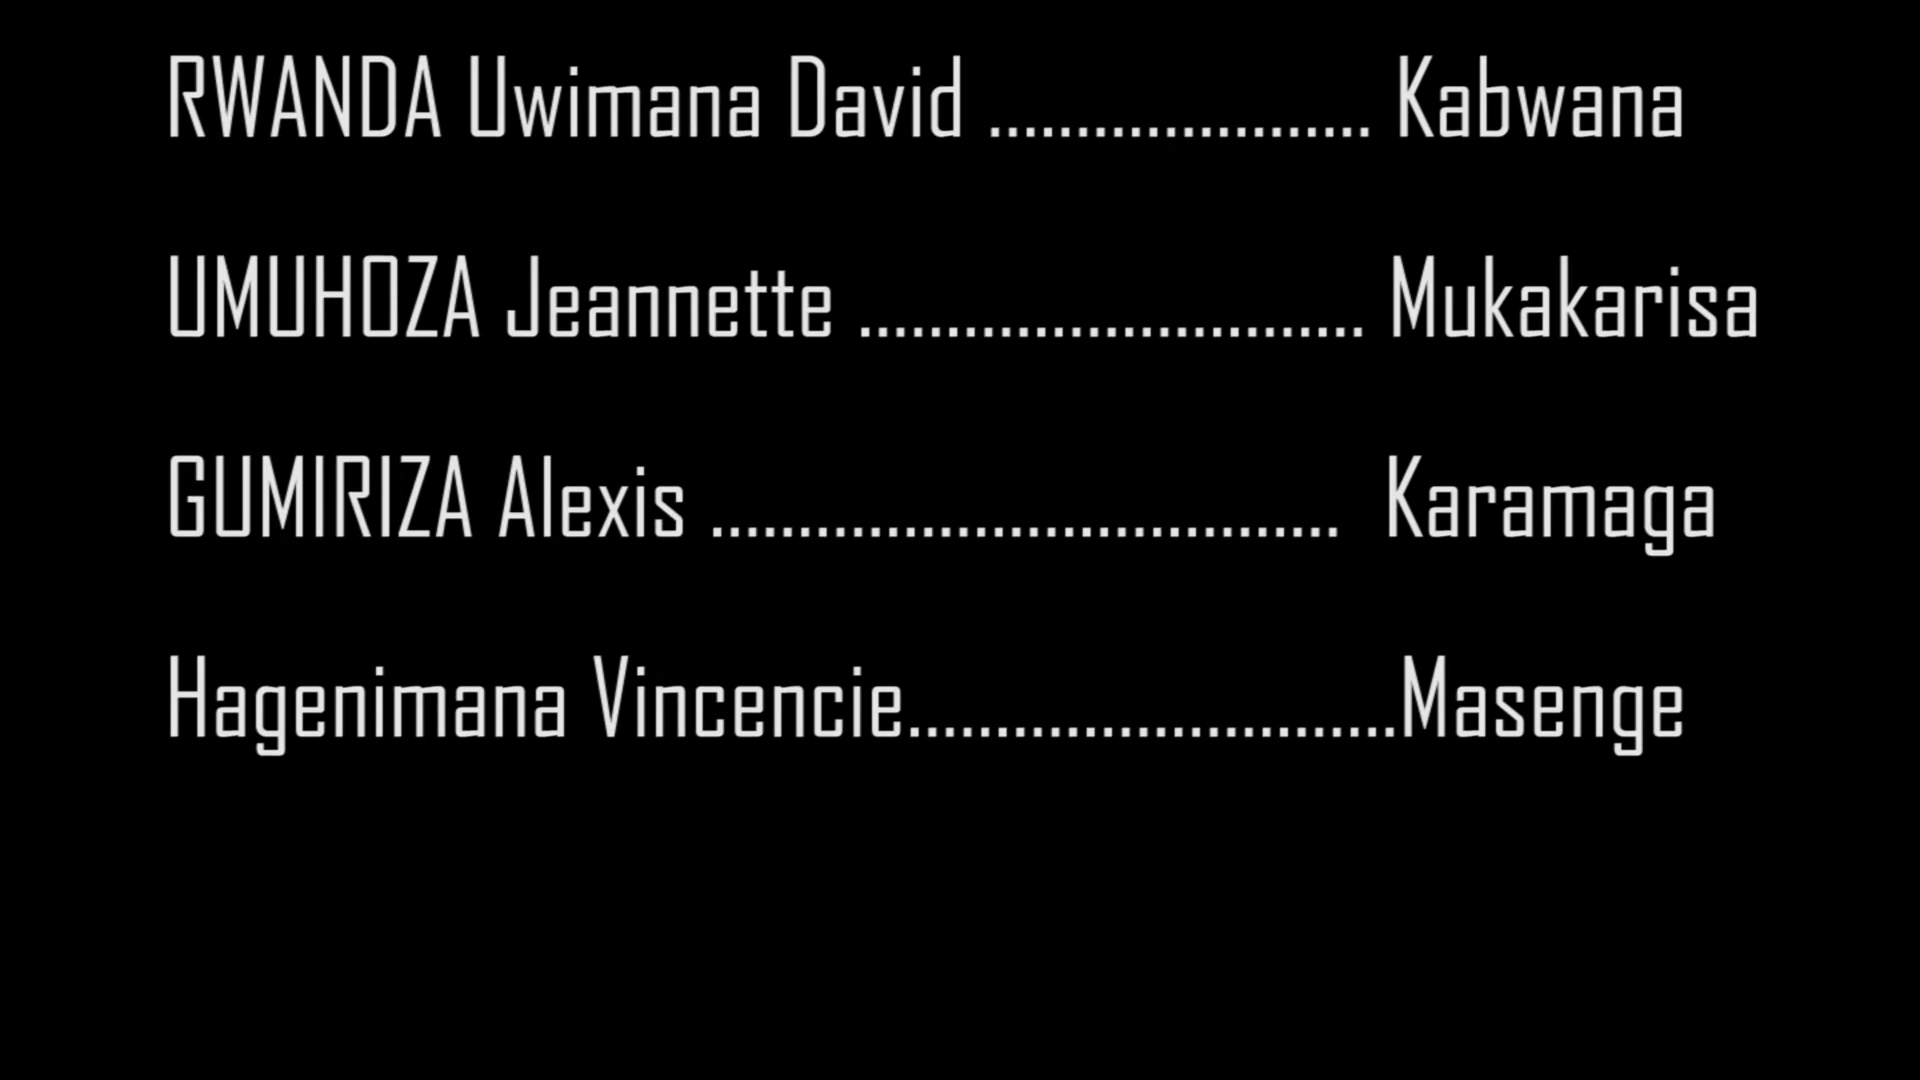 RWANDA Uwimana David ...................... Kabwana
UMUHOZA Jeannette ............................. Mukakarisa
GUMIRIZA Alexis .................................... Karamaga
Hagenimana Vincencie............................Masenge